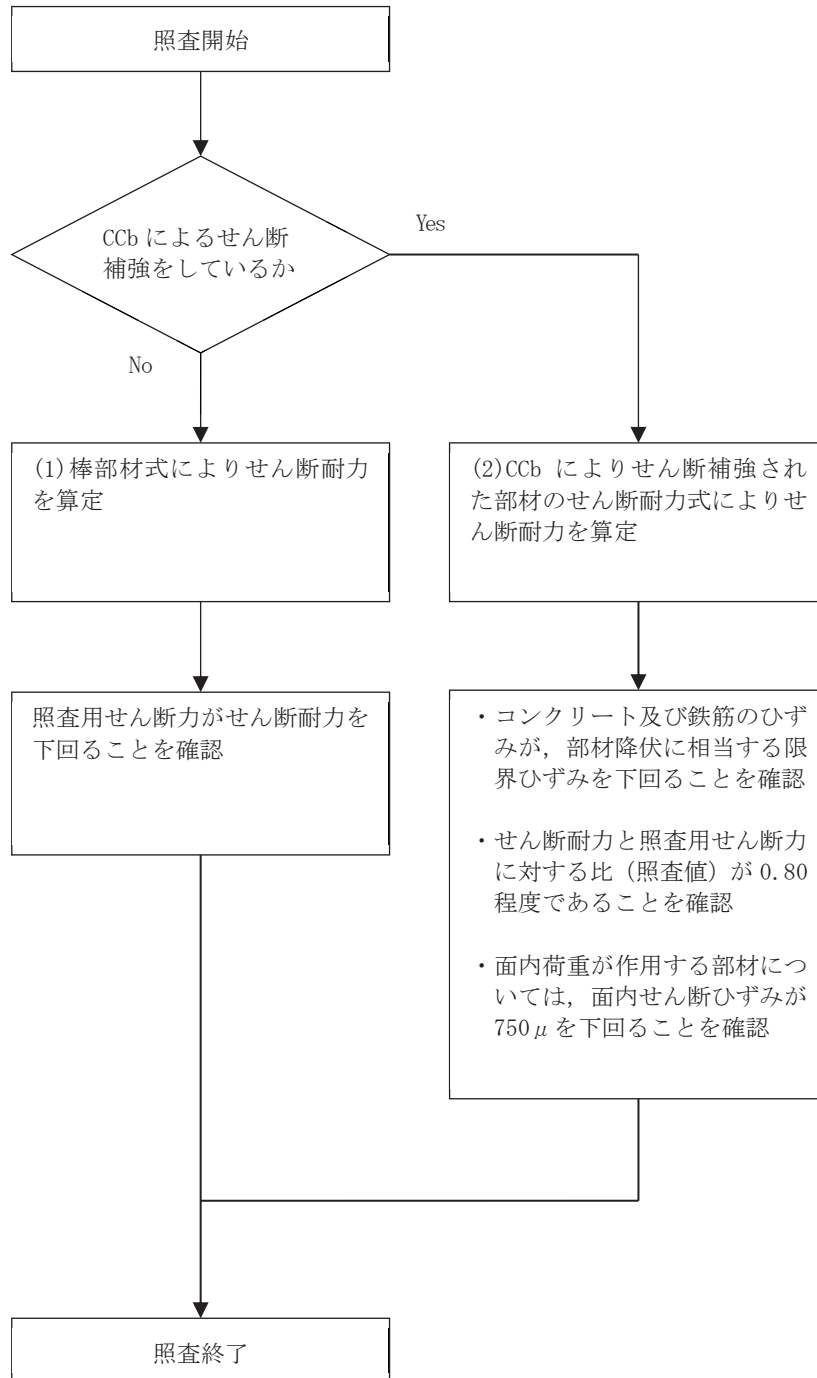 照査開始
CCb によるせん断
補強をしているか
Yes
No
(1)棒部材式によりせん断耐力
を算定
(2)CCb によりせん断補強され
た部材のせん断耐力式によりせ
ん断耐力を算定
照査用せん断力がせん断耐力を
下回ることを確認
・コンクリート及び鉄筋のひず
みが，部材降伏に相当する限
界ひずみを下回ることを確認
・せん断耐力と照査用せん断力
に対する比（照査値）が 0.80
程度であることを確認
・面内荷重が作用する部材につ
いては，面内せん断ひずみが
750μを下回ることを確認
照査終了